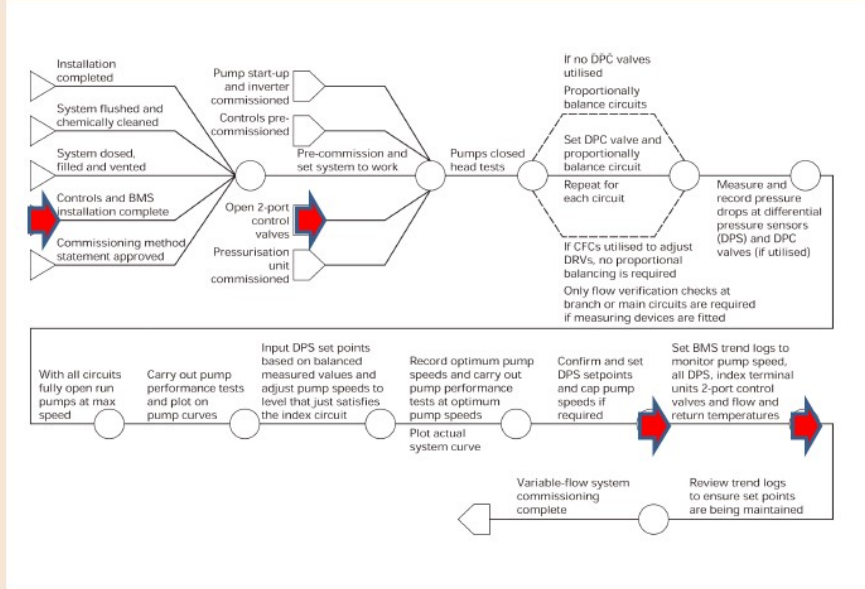 Installation
completed
System flushed and
chemically cleaned
System dosed,
filled and vented
Controls and BMS
installation complete
Commissioning method
statement approved
Pump start-up
and inverter
commissioned
Controls pre-
commissioned
Pre-commission and
set system to work
Open 2-port
control
valves
Pressurisation
unit
commissioned
Pumps closed
head tests
If no DPC valves
utilised
Proportionally
balance circuits
Set DPC valve and
proportionally
balance circuit
Repeat for
each circuit
If CFCs utilised to adjust
DRVs, no proportional
balancing is required
Only flow verification checks at
branch or main circuits are required
if measuring devices are fitted
Measure and
record pressure
drops at differential
pressure sensors
(DPS) and DPC
valves (if utilised)
With all circuits
fully open run
pumps at max
speed
Carry out pump
performance tests
and plot on
pump curves
Input DPS set points
based on balanced
measured values and
adjust pump speeds to
level that just satisfies
the index circuit
Record optimum pump
speeds and carry out
pump performance
tests at optimum
pump speeds
Plot actual
system curve
Confirm and set
DPS setpoints
and cap pump
speeds if
required
Set BMS trend logs to
monitor pump speed,
all DPS, index terminal
units 2-port control
valves and flow and
return temperatures
Variable-flow system
commissioning
complete
Review trend logs
to ensure set points
are being maintained